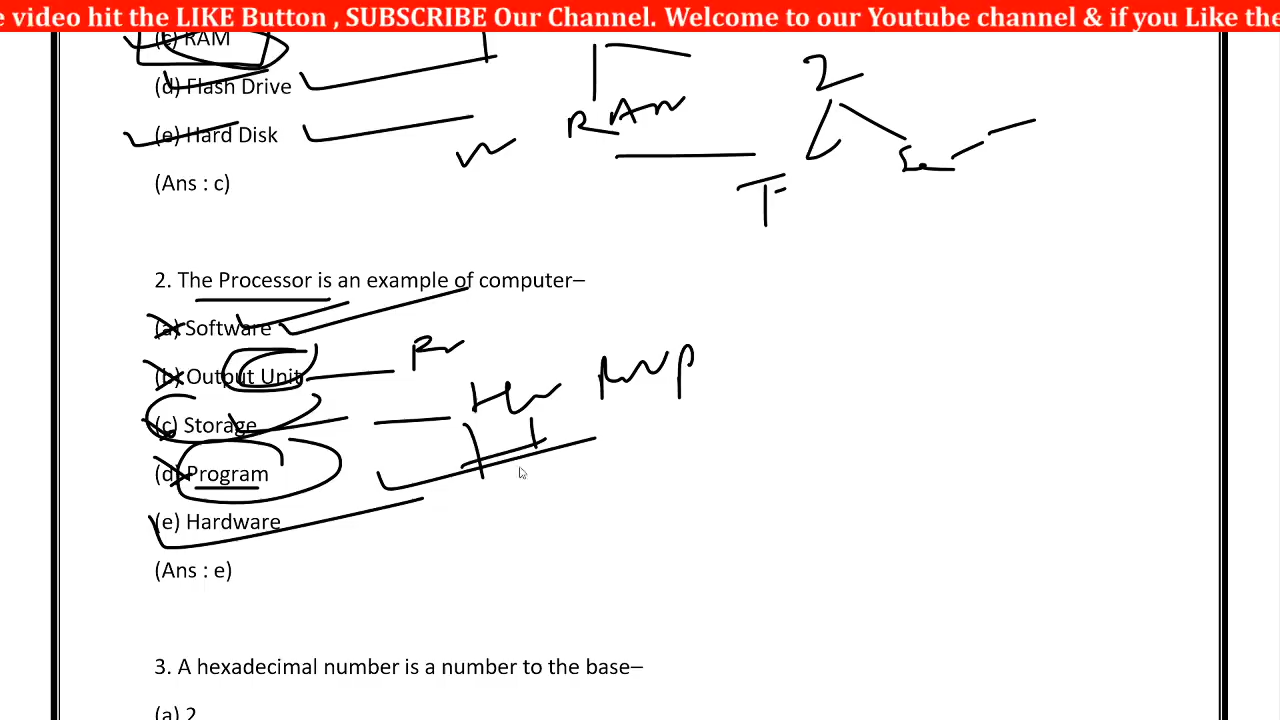 e video hit the LIKE Button , SUBSCRIBE Our Channel. Welcome to our Youtube channel & if you Like the
(c) RAM
(d) Flash Drive
(e) Hard Disk
(Ans : c)
RAM
2
T
2. The Processor is an example of computer–
(a) Software
(b) Output Unit
(c) Storage
(d) Program
(e) Hardware
(Ans : e)
3. A hexadecimal number is a number to the base–
(a) 2